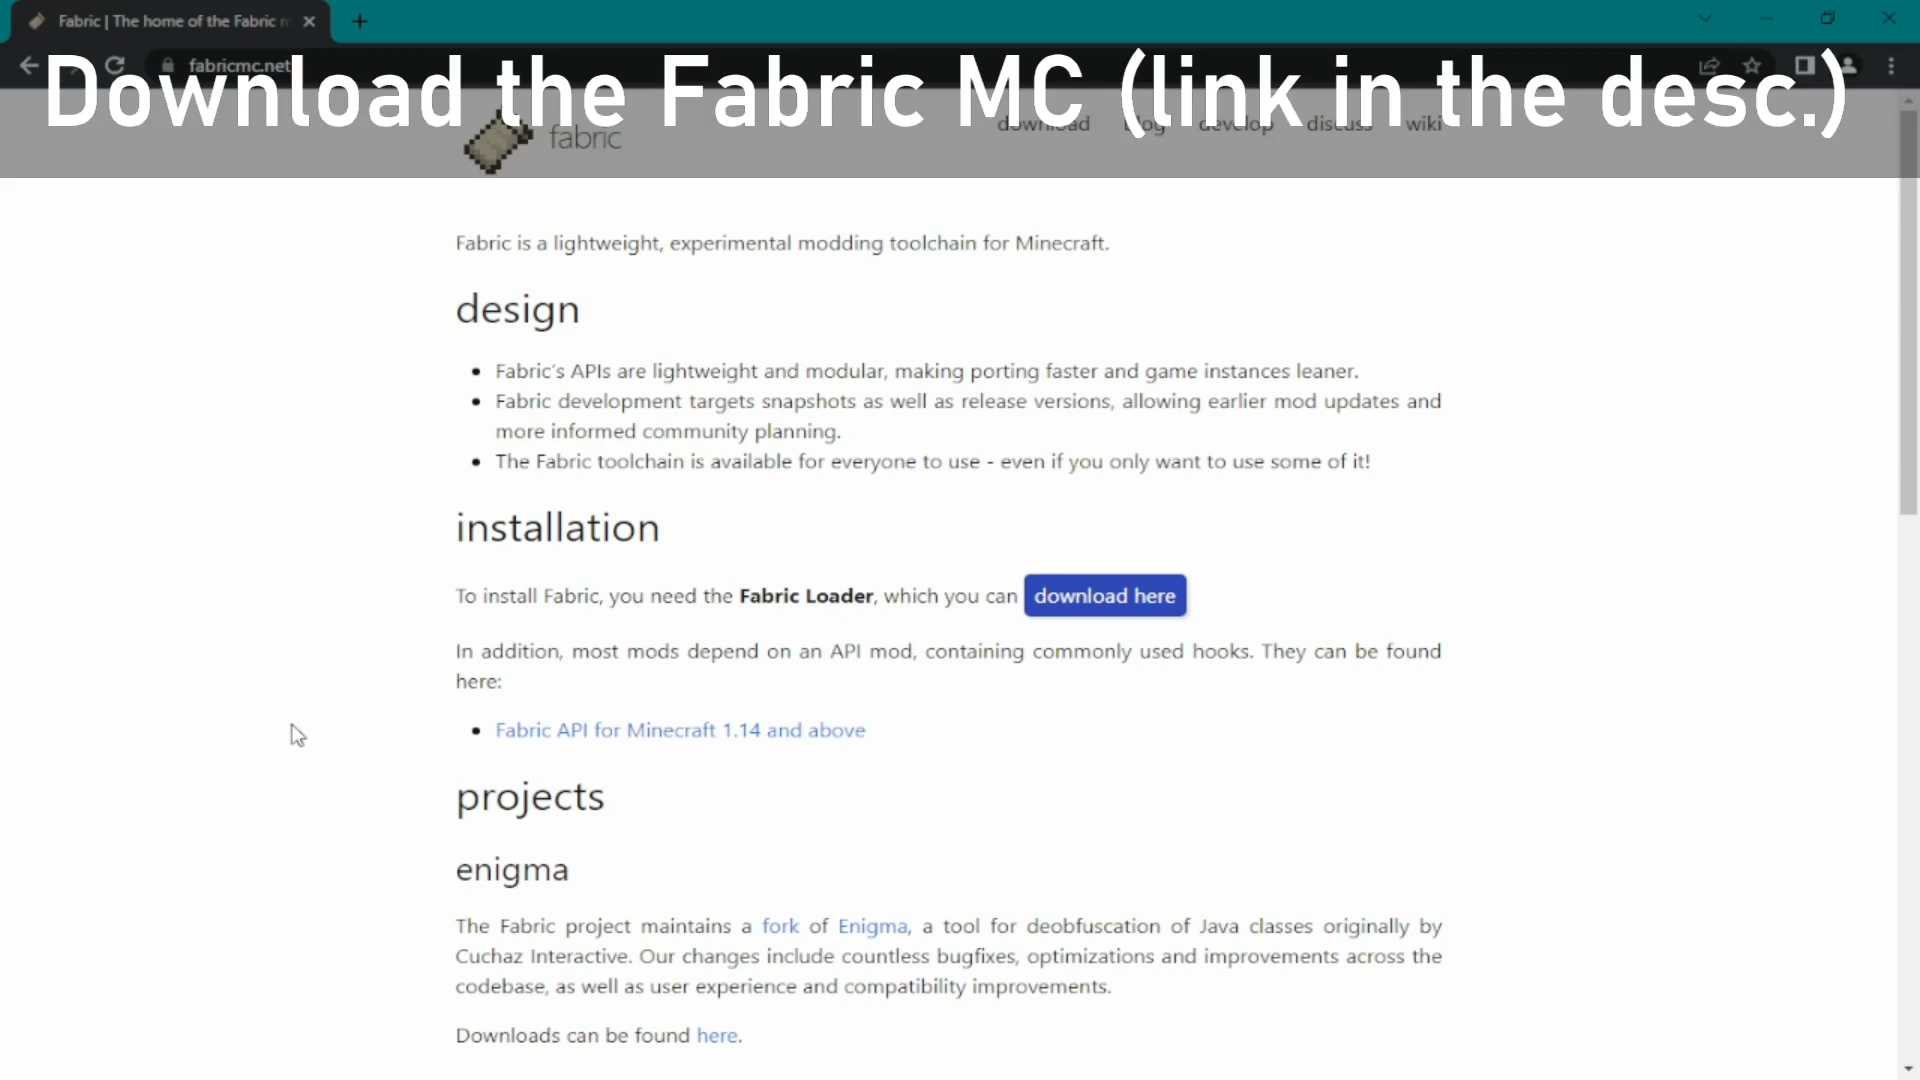 Fabric | The home of the Fabric
fabricmc.net
Download the Fabric MC (link in the desc.)
fabric
download blog develop discuss wiki
Fabric is a lightweight, experimental modding toolchain for Minecraft.
design
Fabric's APIs are lightweight and modular, making porting faster and game instances leaner.
Fabric development targets snapshots as well as release versions, allowing earlier mod updates and
more informed community planning.
The Fabric toolchain is available for everyone to use - even if you only want to use some of it!
installation
To install Fabric, you need the Fabric Loader, which you can download here
In addition, most mods depend on an API mod, containing commonly used hooks. They can be found
here:
Fabric API for Minecraft 1.14 and above
projects
enigma
The Fabric project maintains a fork of Enigma, a tool for deobfuscation of Java classes originally by
Cuchaz Interactive. Our changes include countless bugfixes, optimizations and improvements across the
codebase, as well as user experience and compatibility improvements.
Downloads can be found here.